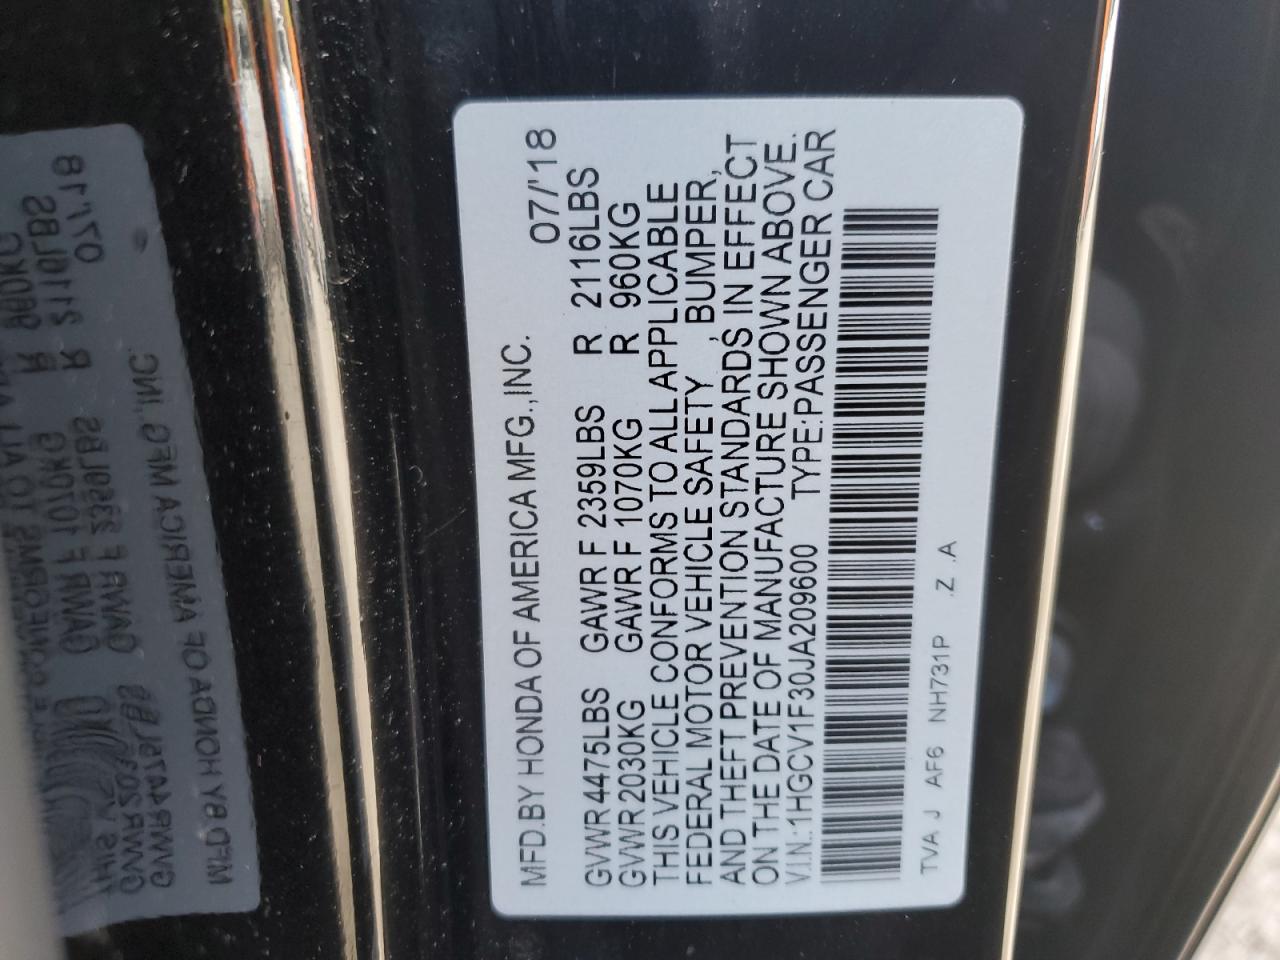 MFD.BY HONDA OF AMERICA MFG.,INC. 07/'18
GVWR 4475LBS GAWR F 2359LBS R 2116LBS
GVWR 2030KG GAWR F 1070KG R 960KG
THIS VEHICLE CONFORMS TO ALL APPLICABLE
FEDERAL MOTOR VEHICLE SAFETY , BUMPER,
AND THEFT PREVENTION STANDARDS IN EFFECT
ON THE DATE OF MANUFACTURE SHOWN ABOVE.
V.I.N.:1HGCV1F30JA209600 TYPE:PASSENGER CAR
TVA J AF6 NH731P .Z .A